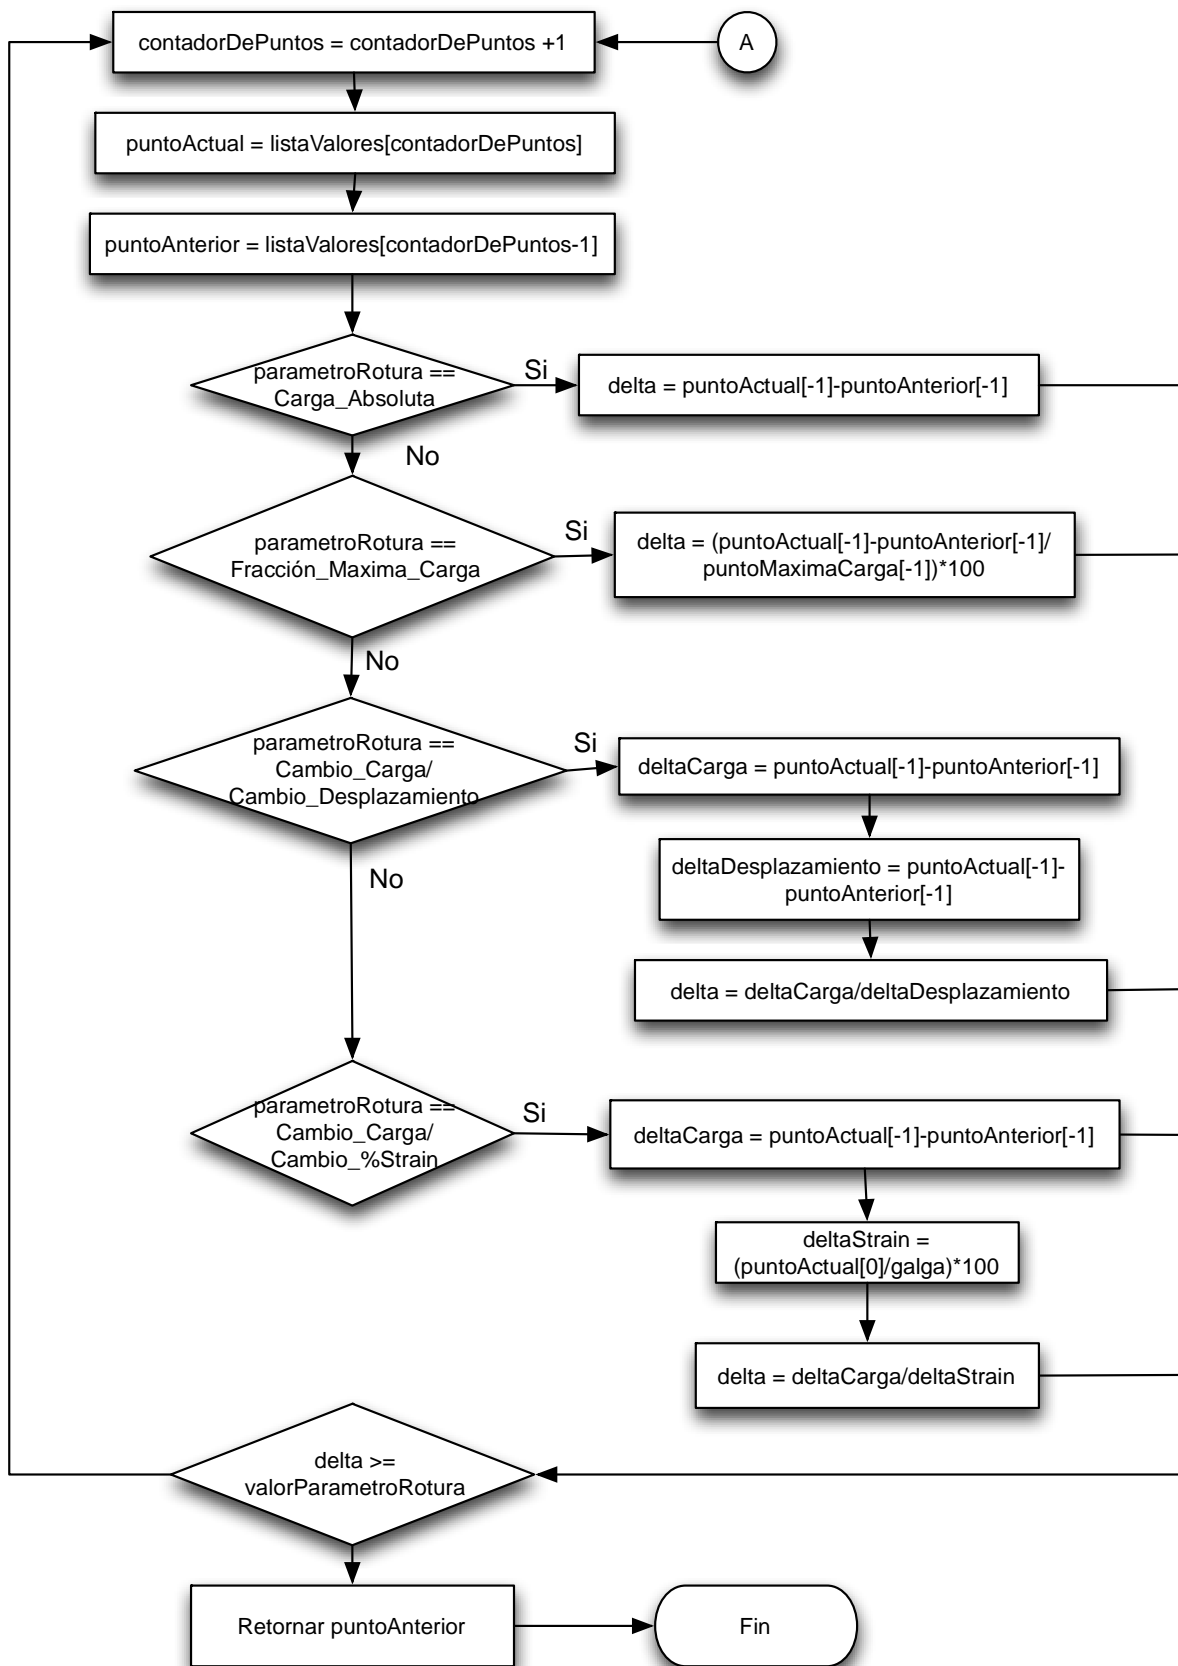 contadorDePuntos = contadorDePuntos +1
A
puntoActual = listaValores[contadorDePuntos]
puntoAnterior = listaValores[contadorDePuntos-1]
parametroRotura ==
Carga_Absoluta
Si
delta = puntoActual[-1]-puntoAnterior[-1]
No
parametroRotura ==
Fracción_Maxima_Carga
Si
delta = (puntoActual[-1]-puntoAnterior[-1]/
puntoMaximaCarga[-1])*100
No
parametroRotura ==
Cambio_Carga/
Cambio_Desplazamiento
Si
deltaCarga = puntoActual[-1]-puntoAnterior[-1]
deltaDesplazamiento = puntoActual[-1]-
puntoAnterior[-1]
No
delta = deltaCarga/deltaDesplazamiento
parametroRotura ==
Cambio_Carga/
Cambio_%Strain
Si
deltaCarga = puntoActual[-1]-puntoAnterior[-1]
deltaStrain =
(puntoActual[0]/galga)*100
delta = deltaCarga/deltaStrain
delta >=
valorParametroRotura
Retornar puntoAnterior
Fin